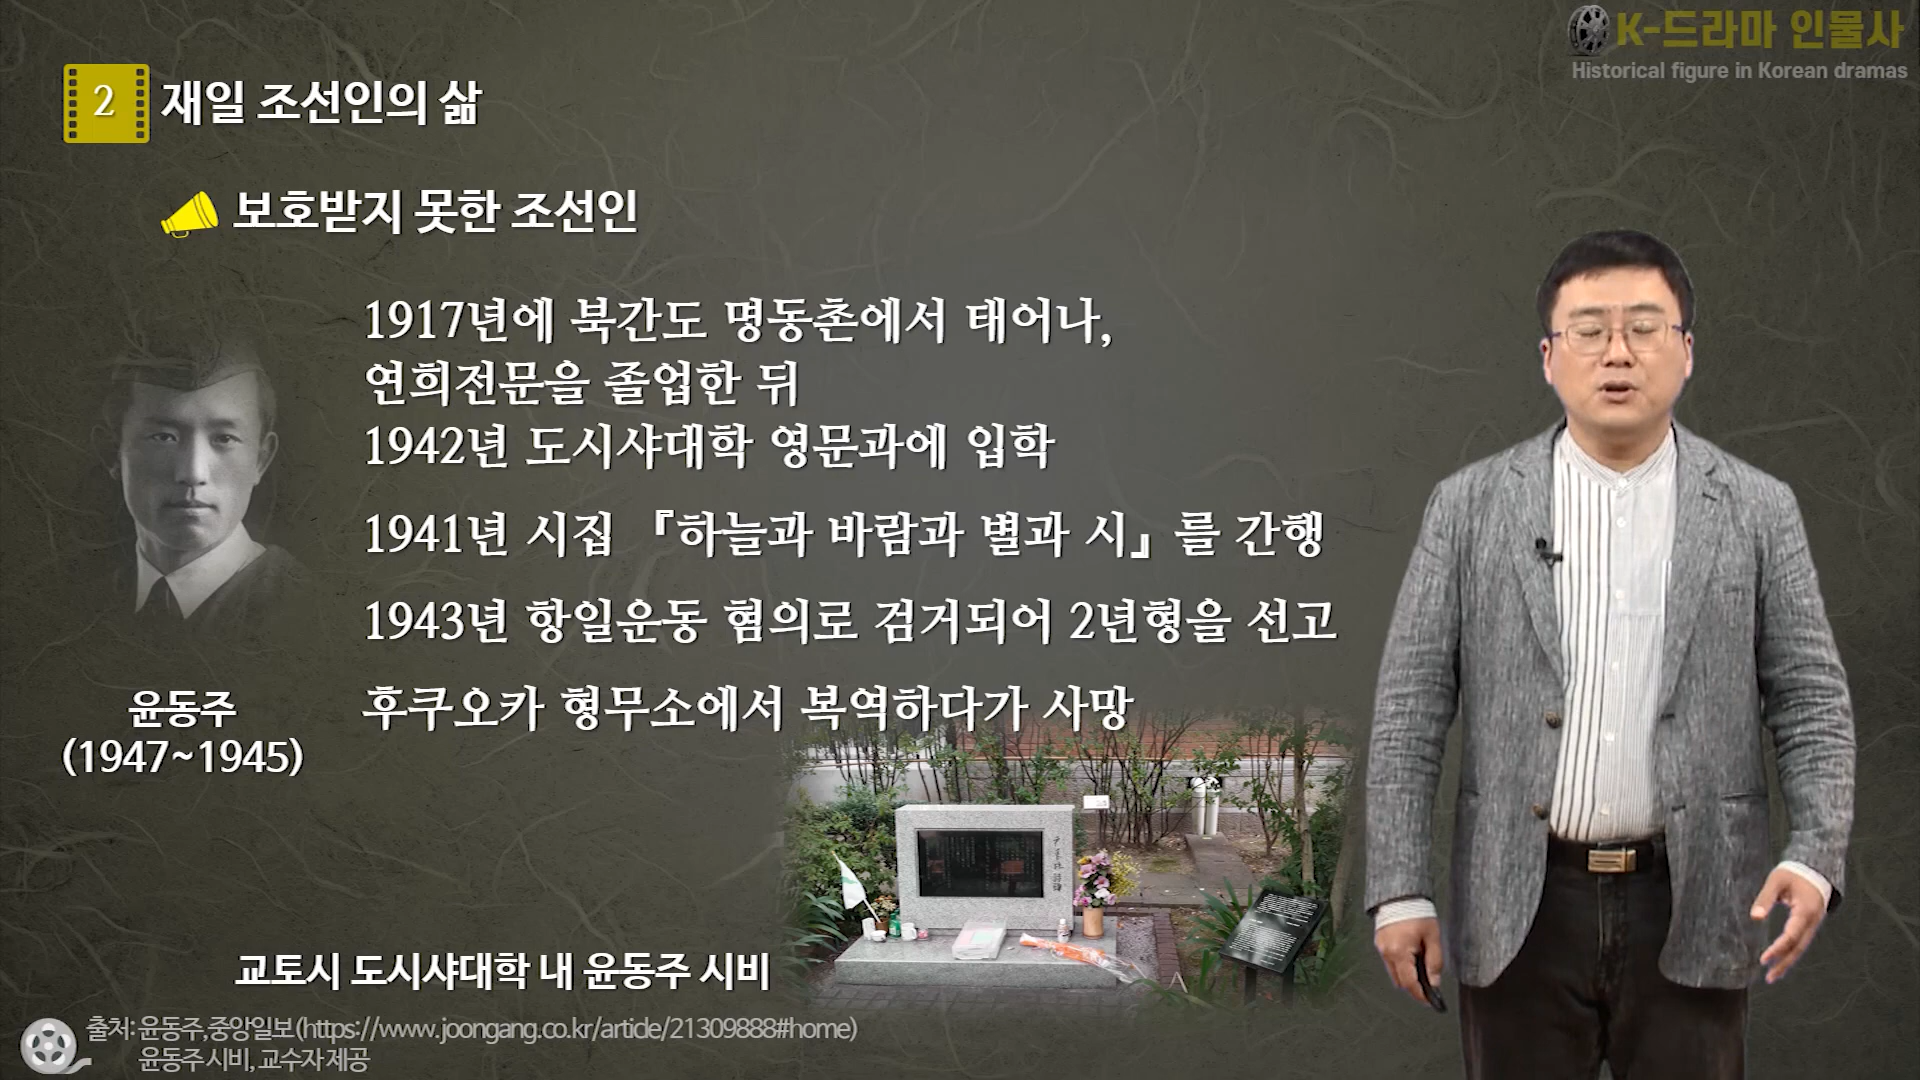 K-드라마 인물사
Historical figure in Korean dramas
2 재일 조선인의 삶
보호받지 못한 조선인
1917년에 북간도 명동촌에서 태어나,
연희전문을 졸업한 뒤
1942년 도시샤대학 영문과에 입학
1941년 시집 『하늘과 바람과 별과 시』를 간행
1943년 항일운동 혐의로 검거되어 2년형을 선고
후쿠오카 형무소에서 복역하다가 사망
윤동주
(1947~1945)
교토시 도시샤대학 내 윤동주 시비
출처: 윤동주,중앙일보(https://www.joongang.co.kr/article/21309888#home)
윤동주 시비, 교수자 제공